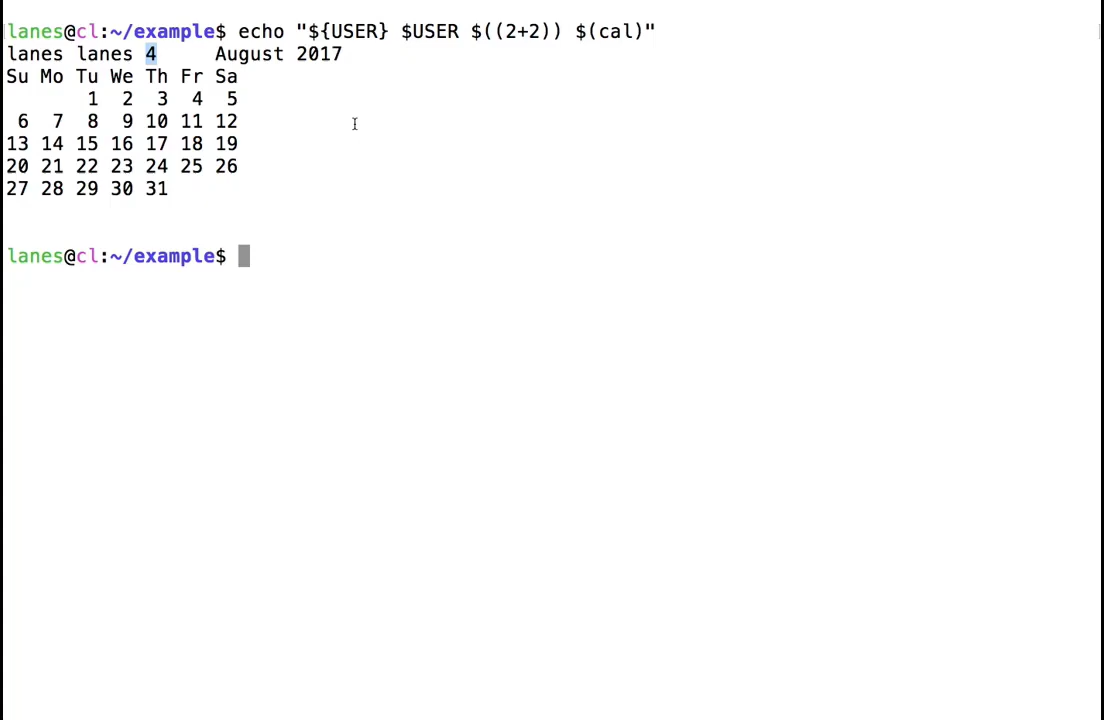 lanes@cl:~/example$ echo "${USER} $USER $((2+2)) $(cal)"
lanes lanes 4     August 2017
Su Mo Tu We Th Fr Sa
       1  2  3  4  5
 6  7  8  9 10 11 12
13 14 15 16 17 18 19
20 21 22 23 24 25 26
27 28 29 30 31
lanes@cl:~/example$